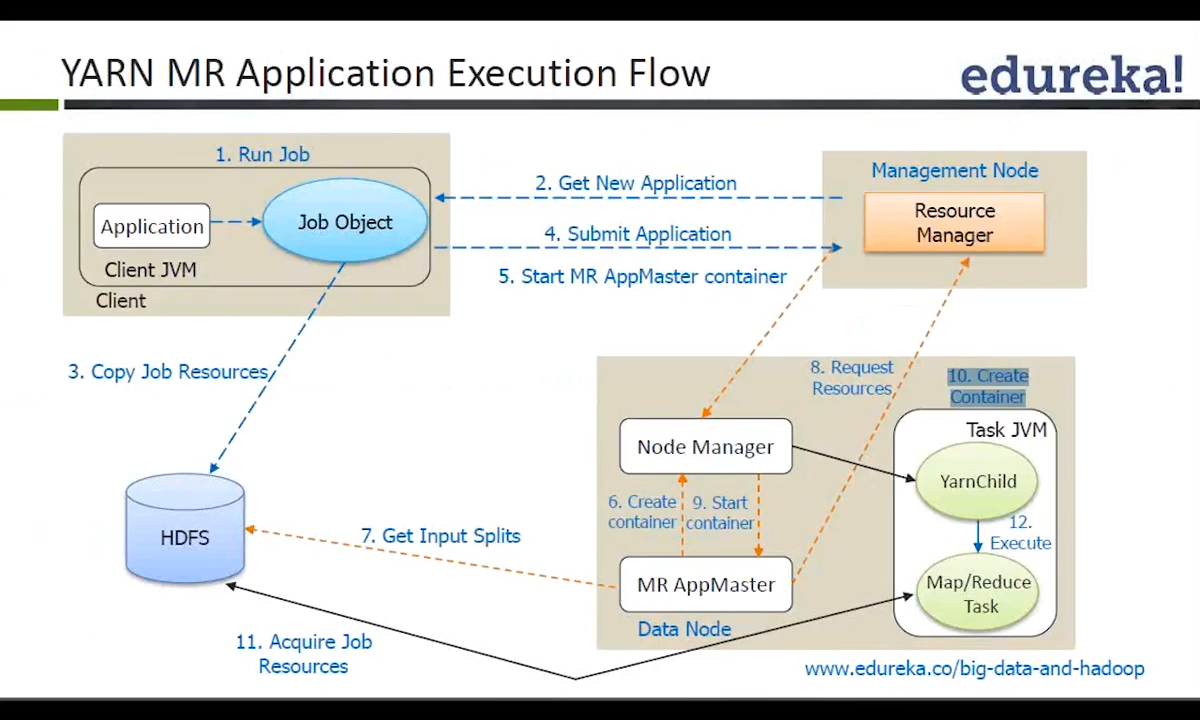 YARN MR Application Execution Flow
edureka!
1. Run Job
Application
Job Object
Client JVM
Client
2. Get New Application
4. Submit Application
5. Start MR AppMaster container
Management Node
Resource
Manager
3. Copy Job Resources
HDFS
7. Get Input Splits
8. Request
Resources
10. Create
Container
Task JVM
Node Manager
YarnChild
6. Create
container
9. Start
container
12.
Execute
MR AppMaster
Map/Reduce
Task
Data Node
11. Acquire Job
Resources
www.edureka.co/big-data-and-hadoop